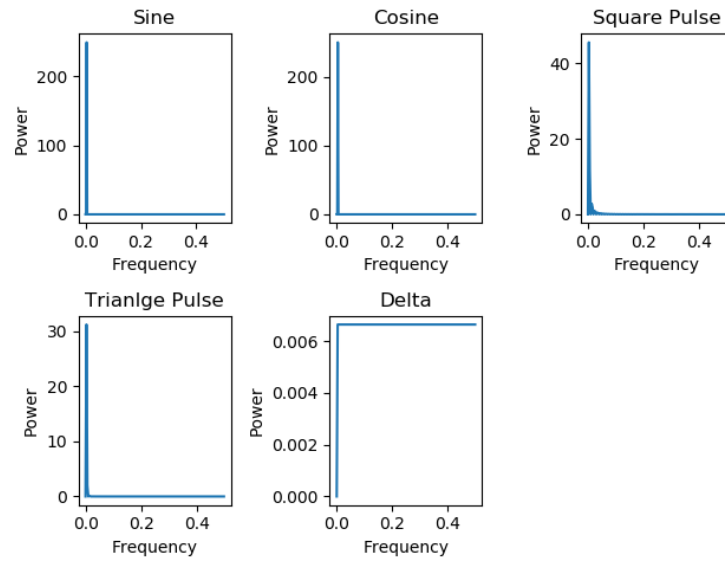 Sine
Cosine
Square Pulse
Power
200
100
0
0.0
0.2
0.4
Frequency
Power
200
100
0
0.0
0.2
0.4
Frequency
Power
40
20
0
0.0
0.2
0.4
Frequency
Trianlge Pulse
Delta
Power
30
20
10
0
0.0
0.2
0.4
Frequency
Power
0.006
0.004
0.002
0.000
0.0
0.2
0.4
Frequency